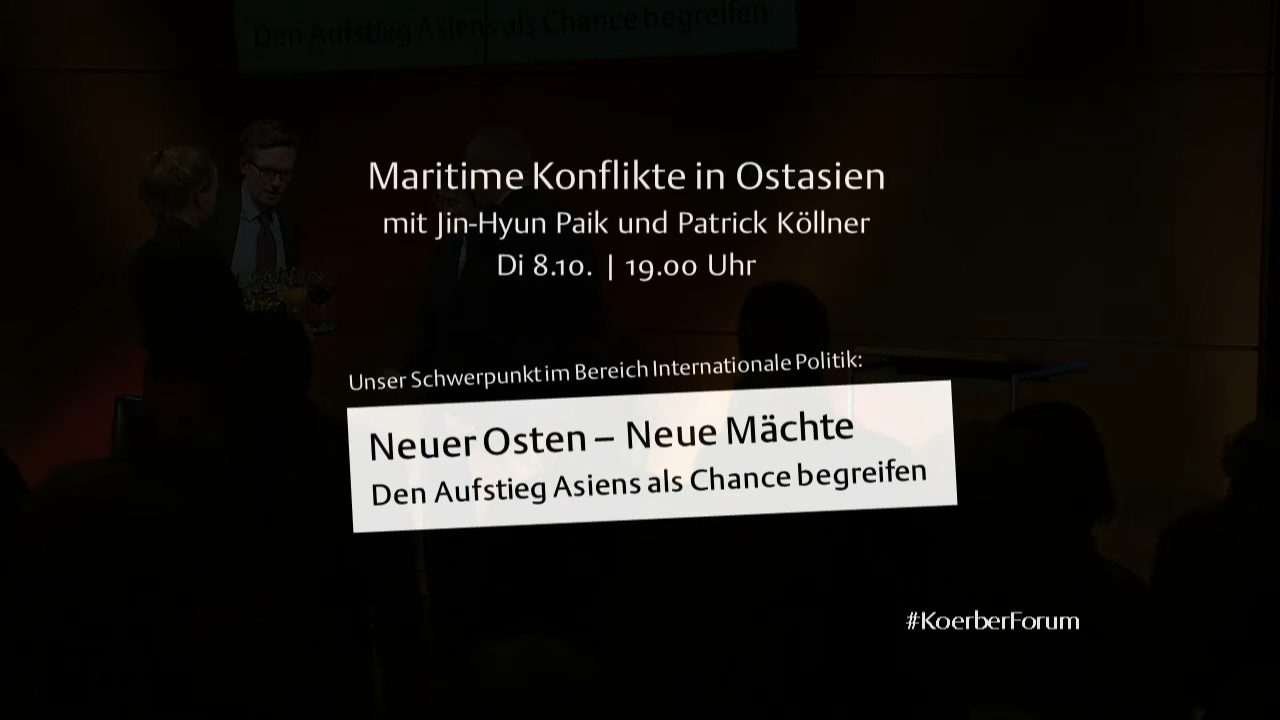 Den Aufstieg Asiens als Chance begreifen
Maritime Konflikte in Ostasien
mit Jin-Hyun Paik und Patrick Köllner
Di 8.10. | 19.00 Uhr
Unser Schwerpunkt im Bereich Internationale Politik:
Neuer Osten – Neue Mächte
Den Aufstieg Asiens als Chance begreifen
#KoerberForum